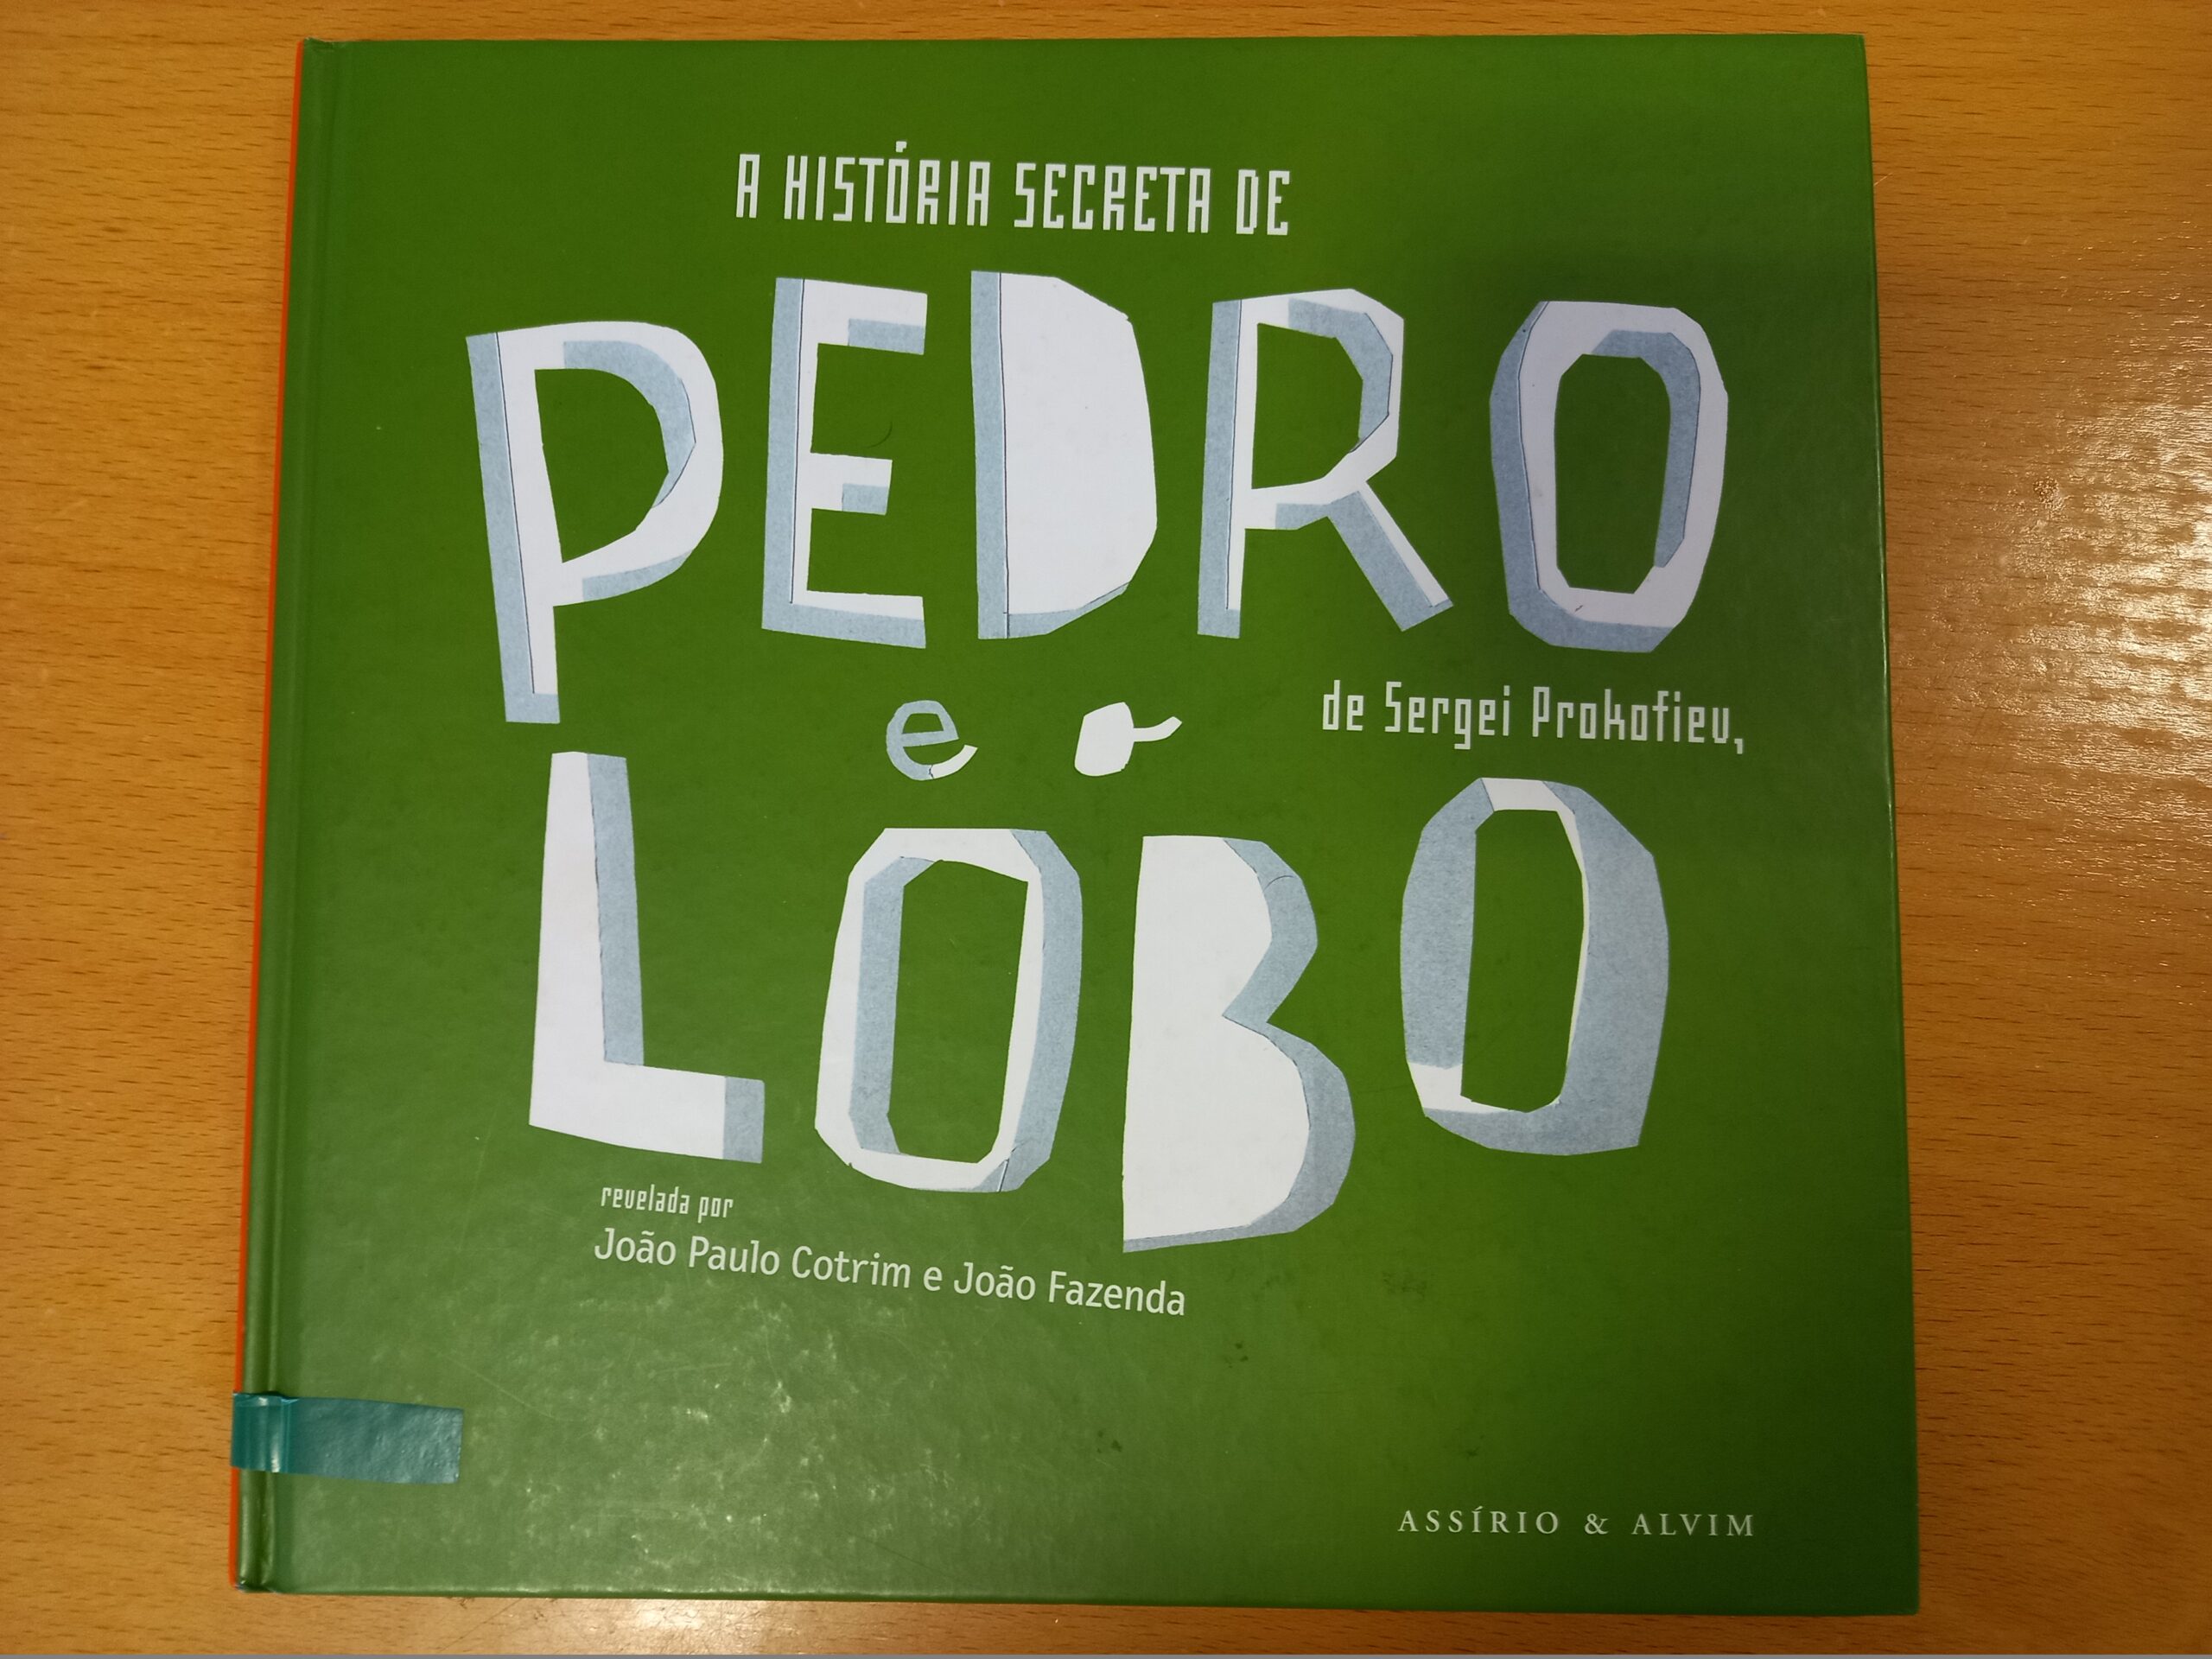 A HISTÓRIA SECRETA DE
PEDRO
e o
de Sergei Prokofiev,
LOBO
revelada por
João Paulo Cotrim e João Fazenda
ASSÍRIO & ALVIM